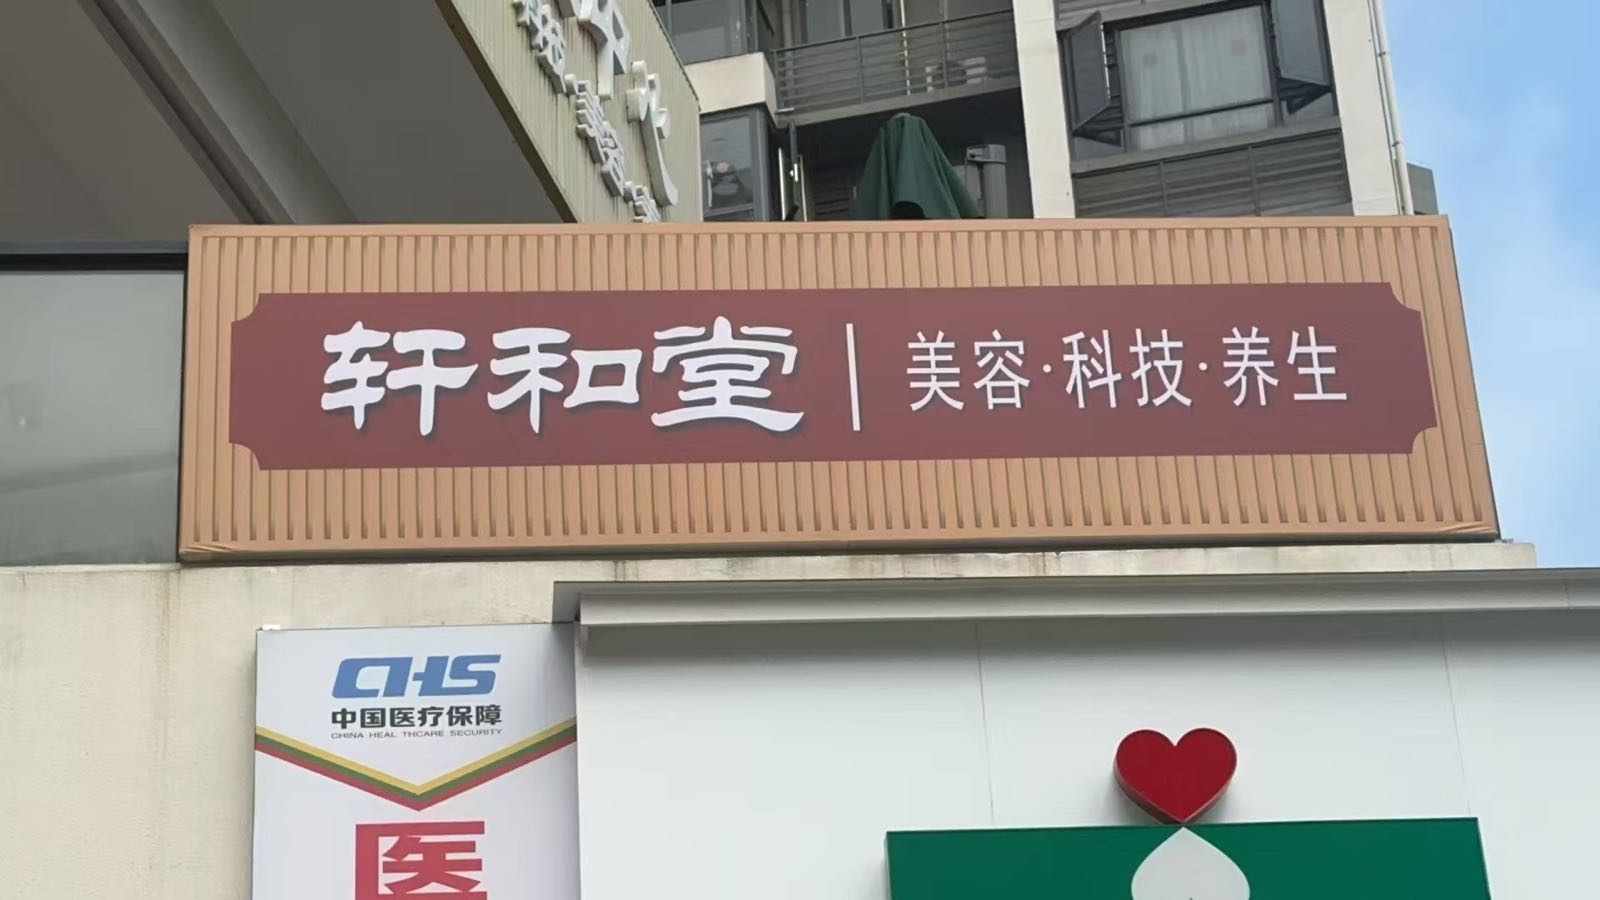 轩和堂 | 美容·科技·养生
CHS
中国医疗保障
CHINA HEAL THCARE SECURITY
医